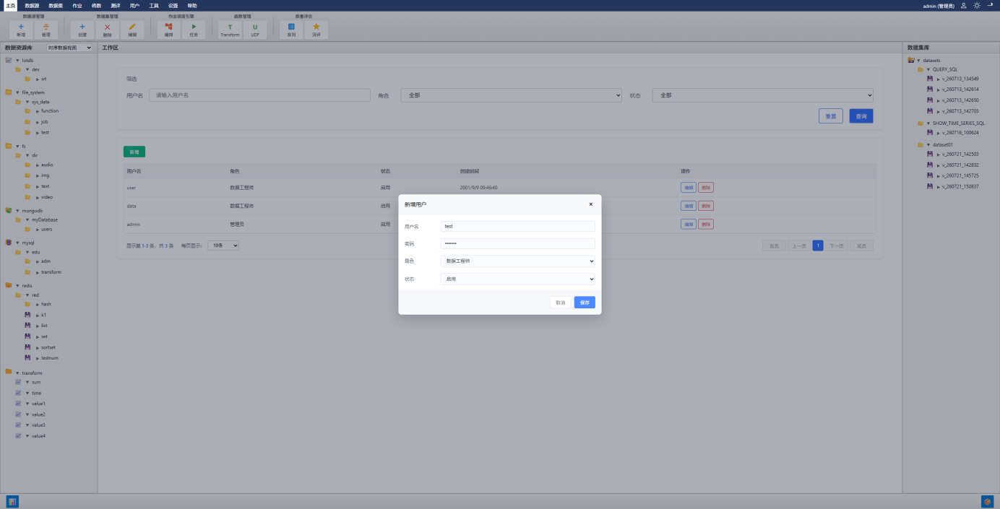 主页 数据源 数据集 作业 函数 测评 用户 工具 设置 帮助 admin (管理员)
数据源管理 数据集管理 作业调度引擎 函数管理 质量评价
新增 管理 创建 删除 编辑 编排 任务 Transform UDF 准则 测评
数据资源库 时序数据视图 工作区 数据集库
iotdb
dev
wt
file_system
sys_data
function
job
test
fs
dir
audio
img
text
video
mongodb
myDatabase
users
mysql
edu
adm
transform
redis
red
hash
k1
list
set
sortset
testnum
transform
sum
time
value1
value2
value3
value4
筛选
用户名 请输入用户名 角色 全部 状态 全部
重置 查询
新增
用户名 角色 状态 创建时间 操作
user 数据工程师 启用 2001/9/9 09:46:40 编辑 删除
data 数据工程师 启用 编辑 删除
admin 管理员 启用 编辑 删除
显示第 1-3 条，共 3 条 每页显示: 10条 首页 上一页 1 下一页 尾页
新增用户 ×
用户名 test
密码 •••••••
角色 数据工程师
状态 启用
取消 保存
datasets
QUERY_SQL
v_260713_134549
v_260713_142614
v_260713_142650
v_260713_142705
SHOW_TIME_SERIES_SQL
v_260716_100624
dataset01
v_260721_142503
v_260721_142832
v_260721_145725
v_260721_150837